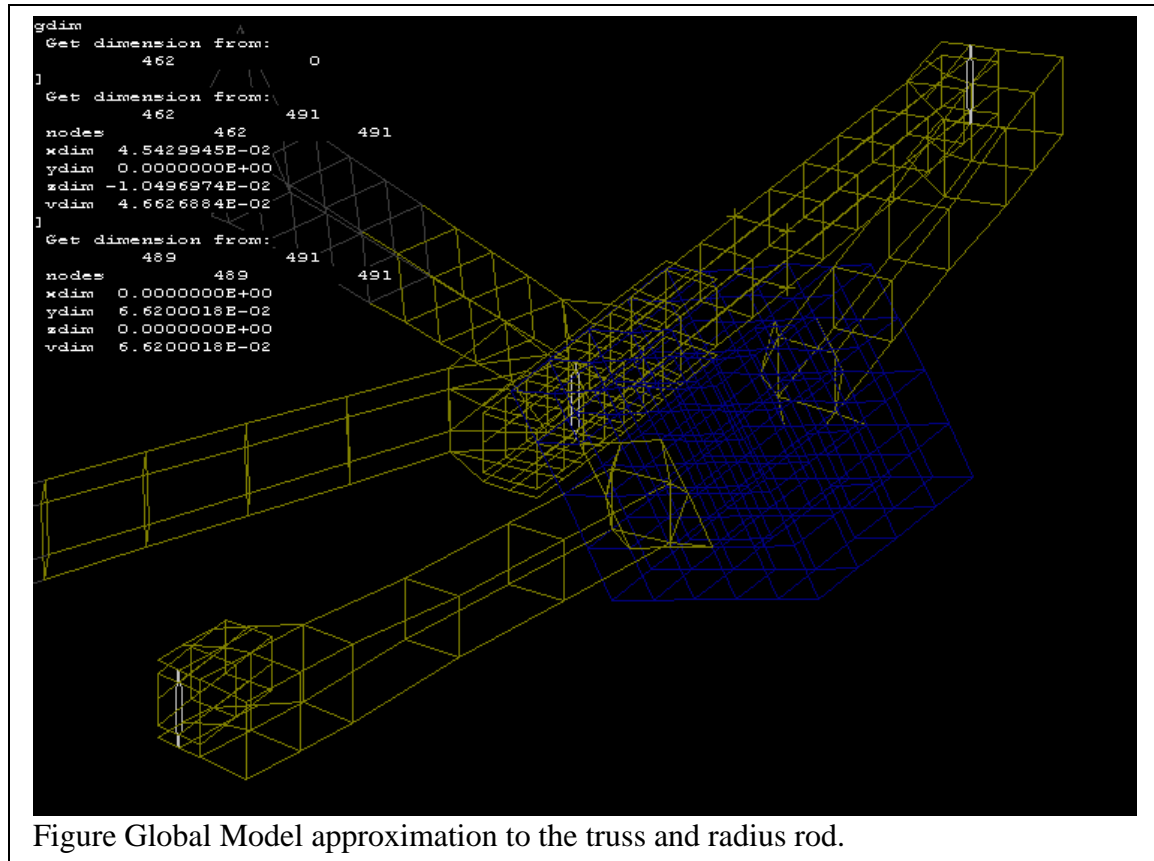 gdim
Get dimension from:
462 0
]
Get dimension from:
462 491
nodes 462 491
xdim 4.5429945E-02
ydim 0.0000000E+00
zdim -1.0496974E-02
vdim 4.6626884E-02
]
Get dimension from:
489 491
nodes 489 491
xdim 0.0000000E+00
ydim 6.6200018E-02
zdim 0.0000000E+00
vdim 6.6200018E-02
Figure Global Model approximation to the truss and radius rod.